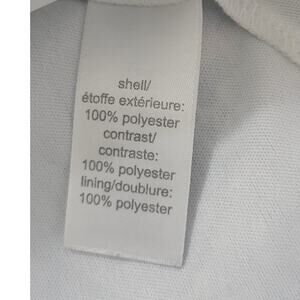 shell/
étoffe extérieure:
100% polyester
contrast/
contraste:
100% polyester
lining/doublure:
100% polyester